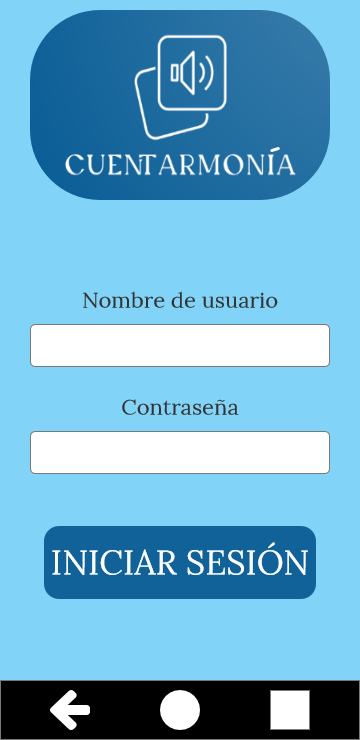 CUENTARMONÍA
Nombre de usuario
Contraseña
INICIAR SESIÓN